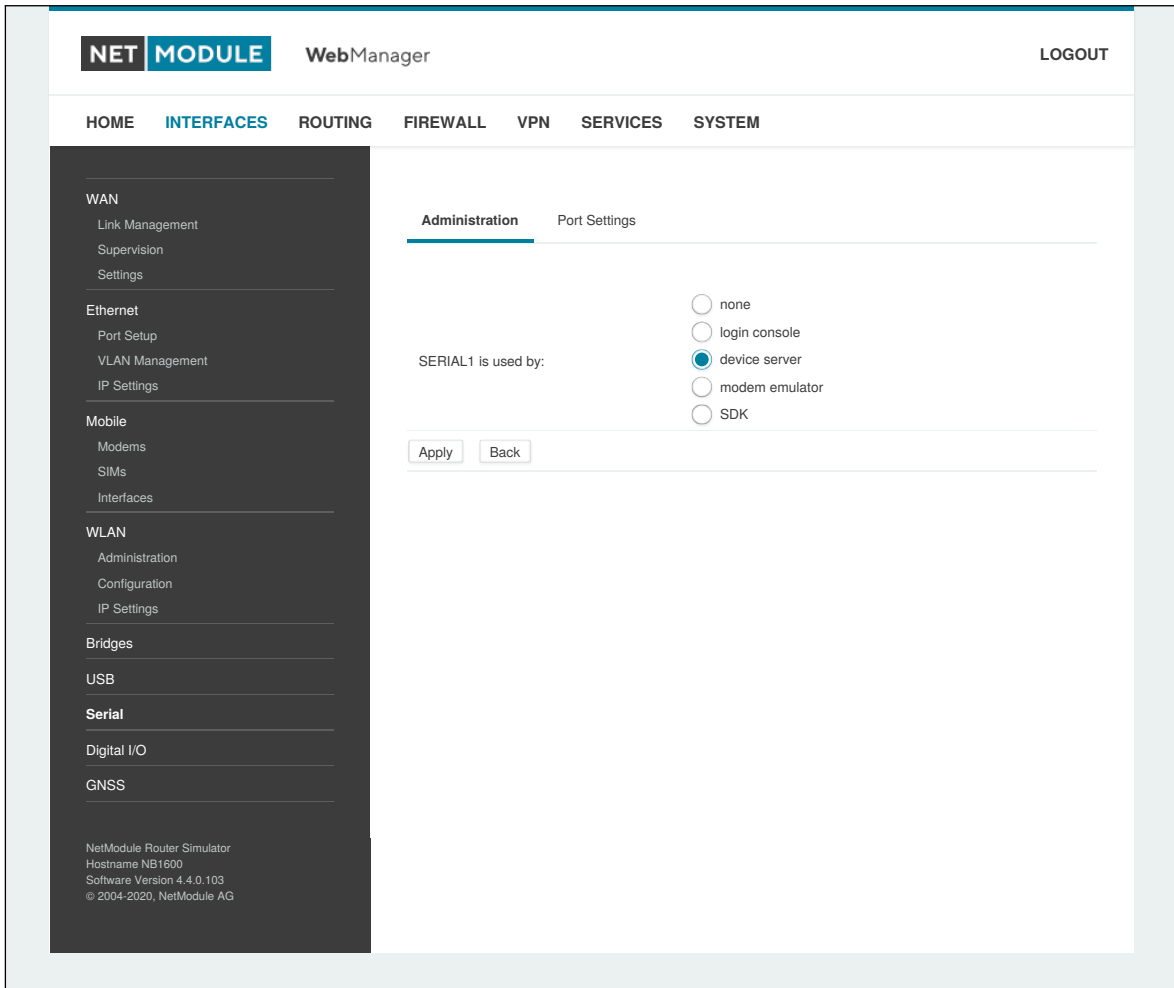 NET MODULE WebManager LOGOUT
HOME INTERFACES ROUTING FIREWALL VPN SERVICES SYSTEM
WAN
Link Management
Supervision
Settings
Ethernet
Port Setup
VLAN Management
IP Settings
Mobile
Modems
SIMs
Interfaces
WLAN
Administration
Configuration
IP Settings
Bridges
USB
Serial
Digital I/O
GNSS
NetModule Router Simulator
Hostname NB1600
Software Version 4.4.0.103
© 2004-2020, NetModule AG
Administration Port Settings
SERIAL1 is used by:
none
login console
device server
modem emulator
SDK
Apply Back